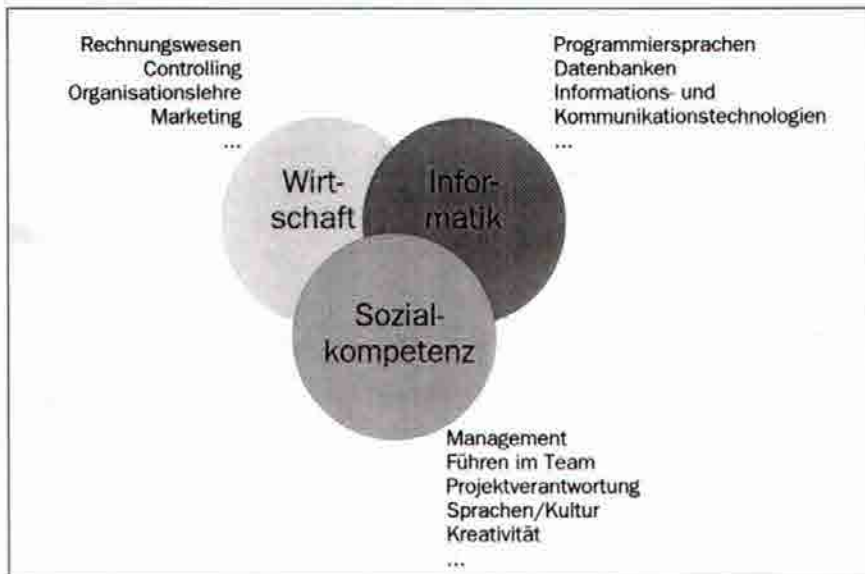 Rechnungswesen
Controlling
Organisationslehre
Marketing
...
Programmiersprachen
Datenbanken
Informations- und
Kommunikationstechnologien
...
Wirt-
schaft
Infor-
matik
Sozial-
kompetenz
Management
Führen im Team
Projektverantwortung
Sprachen/Kultur
Kreativität
...